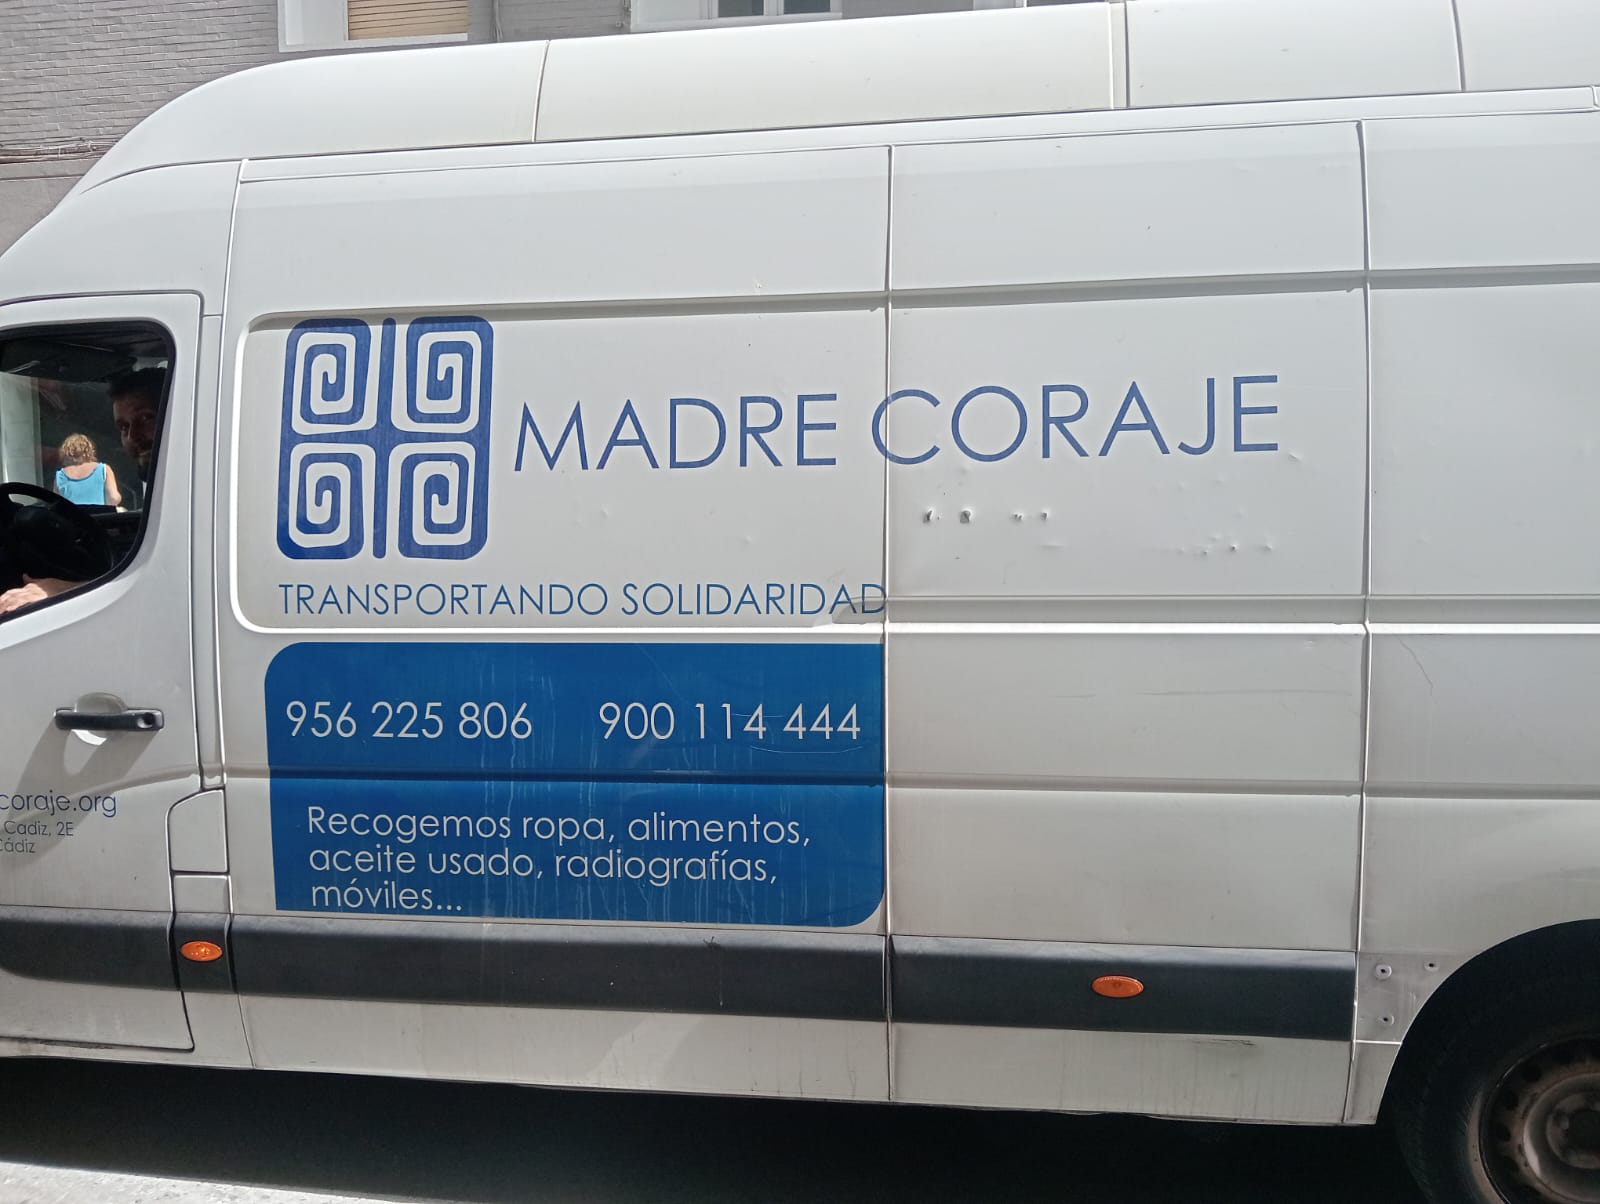 MADRE CORAJE
TRANSPORTANDO SOLIDARIDAD
956 225 806 900 114 444
Recogemos ropa, alimentos,
aceite usado, radiografías,
móviles...
coraje.org
Cadiz, 2E
Cádiz